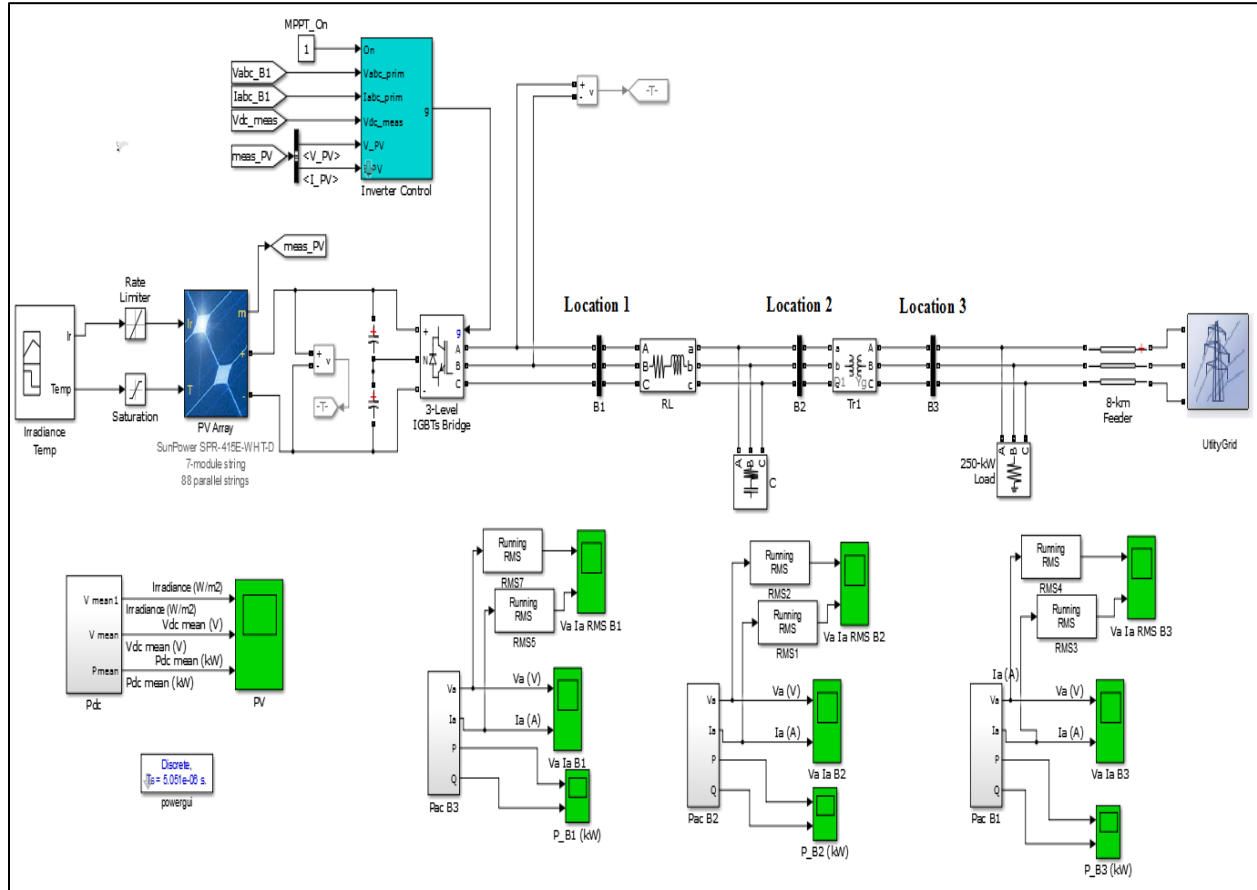 MPPT_On
1
On
Vabc_B1
Vabc_prim
Iabc_B1
Iabc_prim
Vdc_meas
Vdc_meas
g
meas_PV
V_PV
<V_PV>
<I_PV>
Inverter Control
+
-
v
-T-
meas_PV
Rate
Limiter
Ir
Temp
Irradiance
Temp
Saturation
Ir
T
m
+
-
PV Array
SunPower SPR-415E-WHT-D
7-module string
88 parallel strings
+
-
v
-T-
+
N
-
g
A
B
C
3-Level
IGBTs Bridge
Location 1
Location 2
Location 3
B1
A
B
C
a
b
c
RL
B2
a
b
A
B
C
Yg
Tr1
B3
A B C
C
A B C
250-kW
Load
8-km
Feeder
UtityGrid
V mean1
V mean
Pmean
Pdc
Irradiance (W/m2)
Irradiance (W/m2)
Vdc mean (V)
Vdc mean (V)
Pdc mean (kW)
Pdc mean (kW)
PV
Discrete,
Ts = 5.051e-06 s.
powergui
Running
RMS
RMS7
Running
RMS
RMS5
Va Ia RMS B1
Va
Ia
P
Q
Va (V)
Ia (A)
Va Ia B1
Pac B3
P_B1 (kW)
Running
RMS
RMS2
Running
RMS
RMS1
Va Ia RMS B2
Va
Ia
P
Q
Va (V)
Ia (A)
Va Ia B2
Pac B2
P_B2 (kW)
Running
RMS
RMS4
Running
RMS
RMS3
Va Ia RMS B3
Ia (A)
Va
Ia
P
Q
Va (V)
Ia (A)
Va Ia B3
Pac B1
P_B3 (kW)